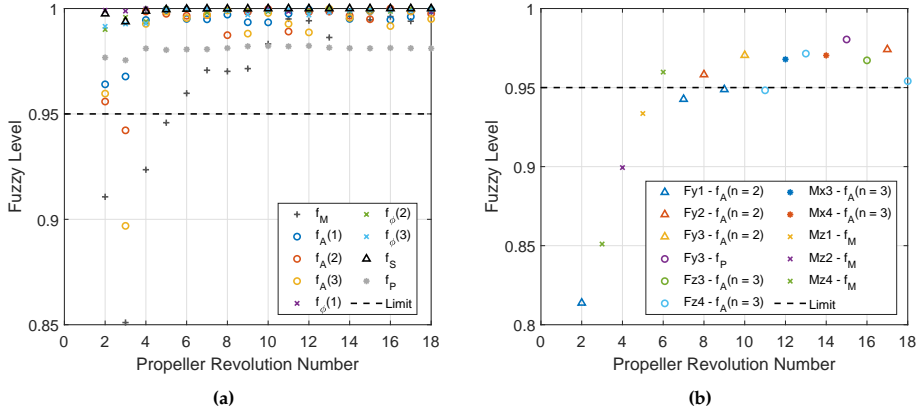 1
0.95
0.9
0.85
Fuzzy Level
0 2 4 6 8 10 12 14 16 18
Propeller Revolution Number
f_M
f_A(1)
f_A(2)
f_A(3)
f_ϕ(1)
f_ϕ(2)
f_ϕ(3)
f_S
f_P
Limit
(a)
1
0.95
0.9
0.85
0.8
Fuzzy Level
0 2 4 6 8 10 12 14 16 18
Propeller Revolution Number
Fy1 - f_A(n = 2)
Fy2 - f_A(n = 2)
Fy3 - f_A(n = 2)
Fy3 - f_P
Fz3 - f_A(n = 3)
Fz4 - f_A(n = 3)
Mx3 - f_A(n = 3)
Mx4 - f_A(n = 3)
Mz1 - f_M
Mz2 - f_M
Mz4 - f_M
Limit
(b)